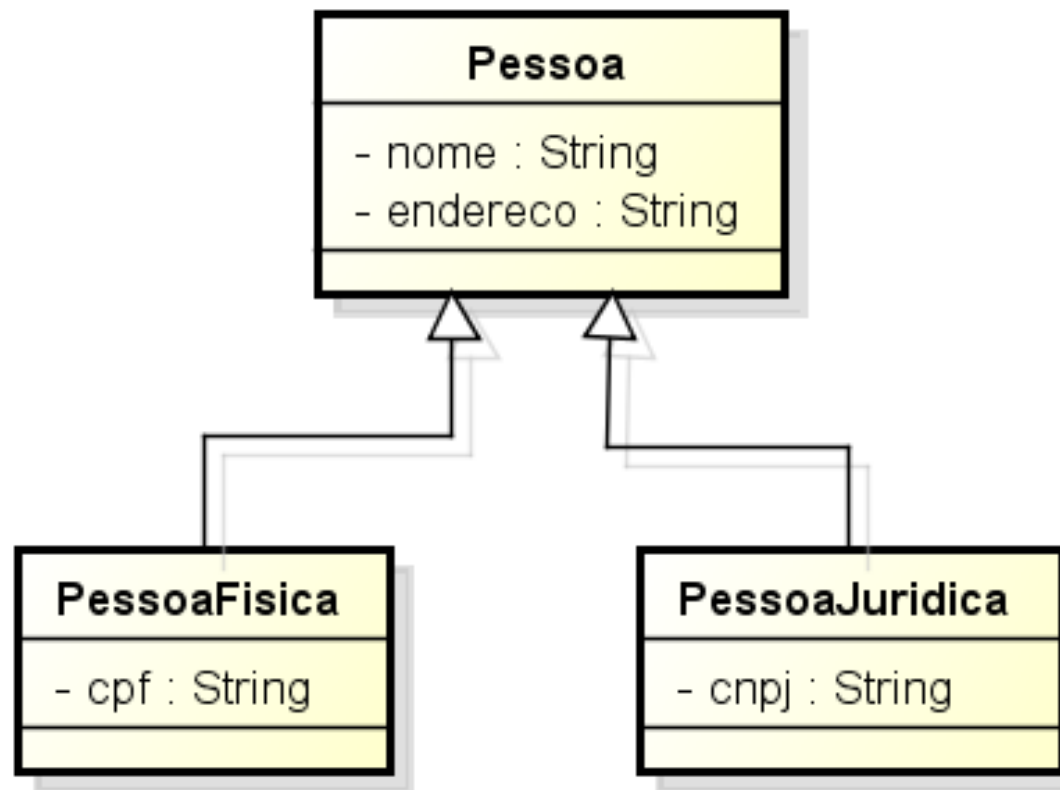 Pessoa
- nome : String
- endereco : String
PessoaFisica
- cpf : String
PessoaJuridica
- cnpj : String